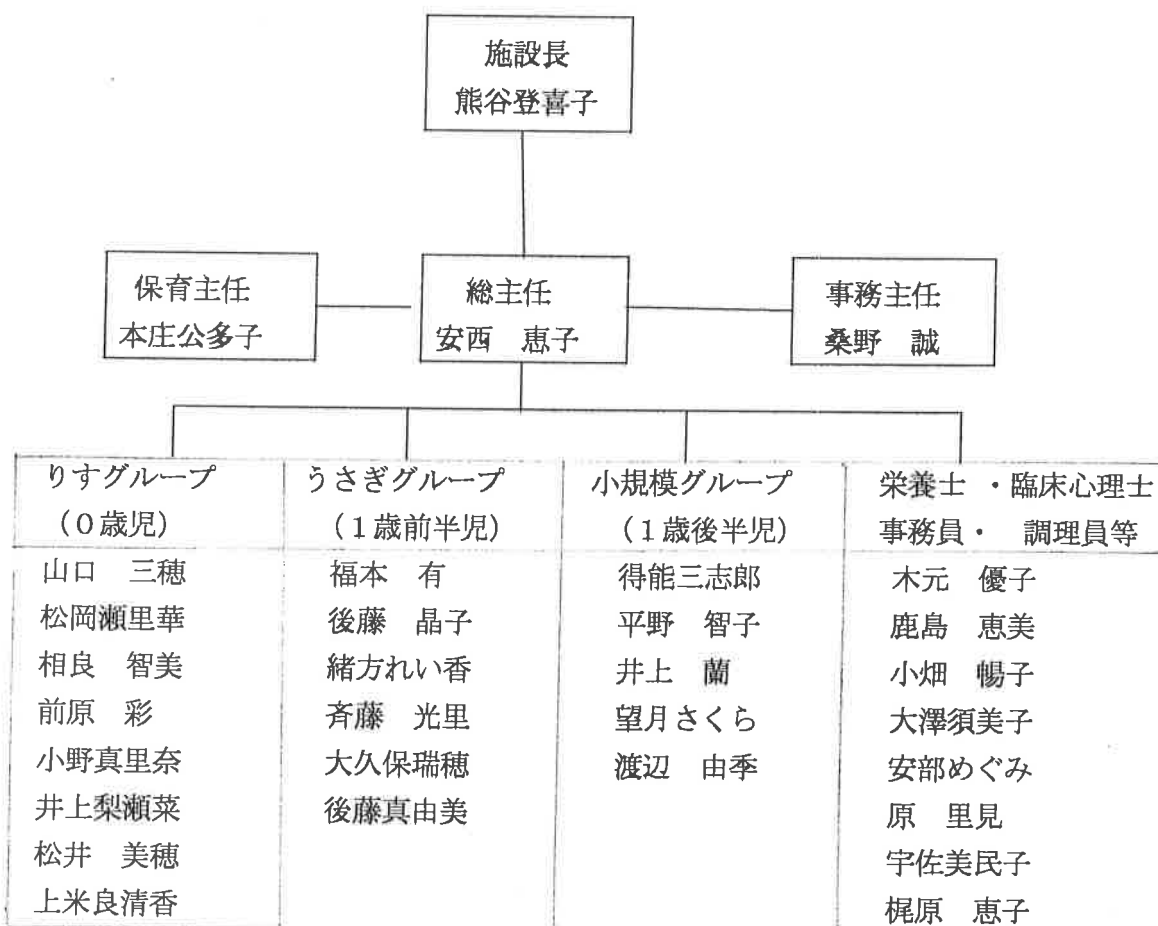 施設長
熊谷登喜子
保育主任
本庄公多子
総主任
安西　恵子
事務主任
桑野　誠
りすグループ
(０歳児)
山口　三穂
松岡瀬里華
相良　智美
前原　彩
小野真里奈
井上梨瀬菜
松井　美穂
上米良清香
うさぎグループ
(１歳前半児)
福本　有
後藤　晶子
緒方れい香
斉藤　光里
大久保瑞穂
後藤真由美
小規模グループ
(１歳後半児)
得能三志郎
平野　智子
井上　蘭
望月さくら
渡辺　由季
栄養士　・臨床心理士
事務員・　調理員等
木元　優子
鹿島　恵美
小畑　暢子
大澤須美子
安部めぐみ
原　里見
宇佐美民子
梶原　恵子